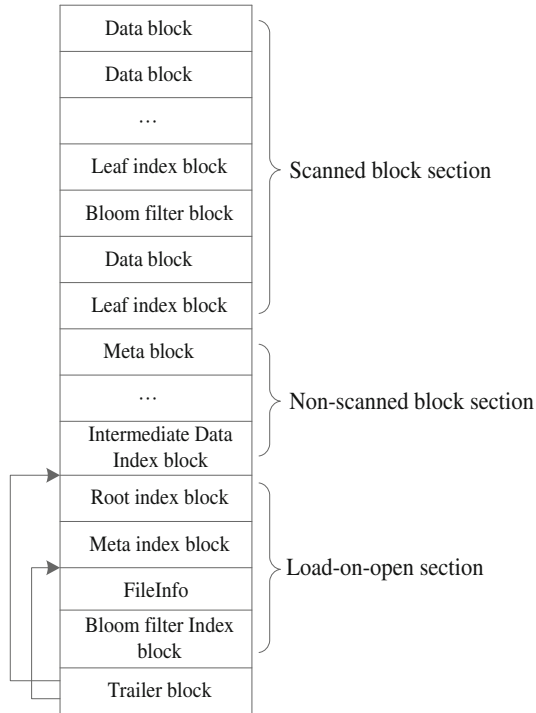 Data block
Data block
...
Leaf index block
Bloom filter block
Data block
Leaf index block
Scanned block section
Meta block
...
Intermediate Data
Index block
Non-scanned block section
Root index block
Meta index block
FileInfo
Bloom filter Index
block
Load-on-open section
Trailer block